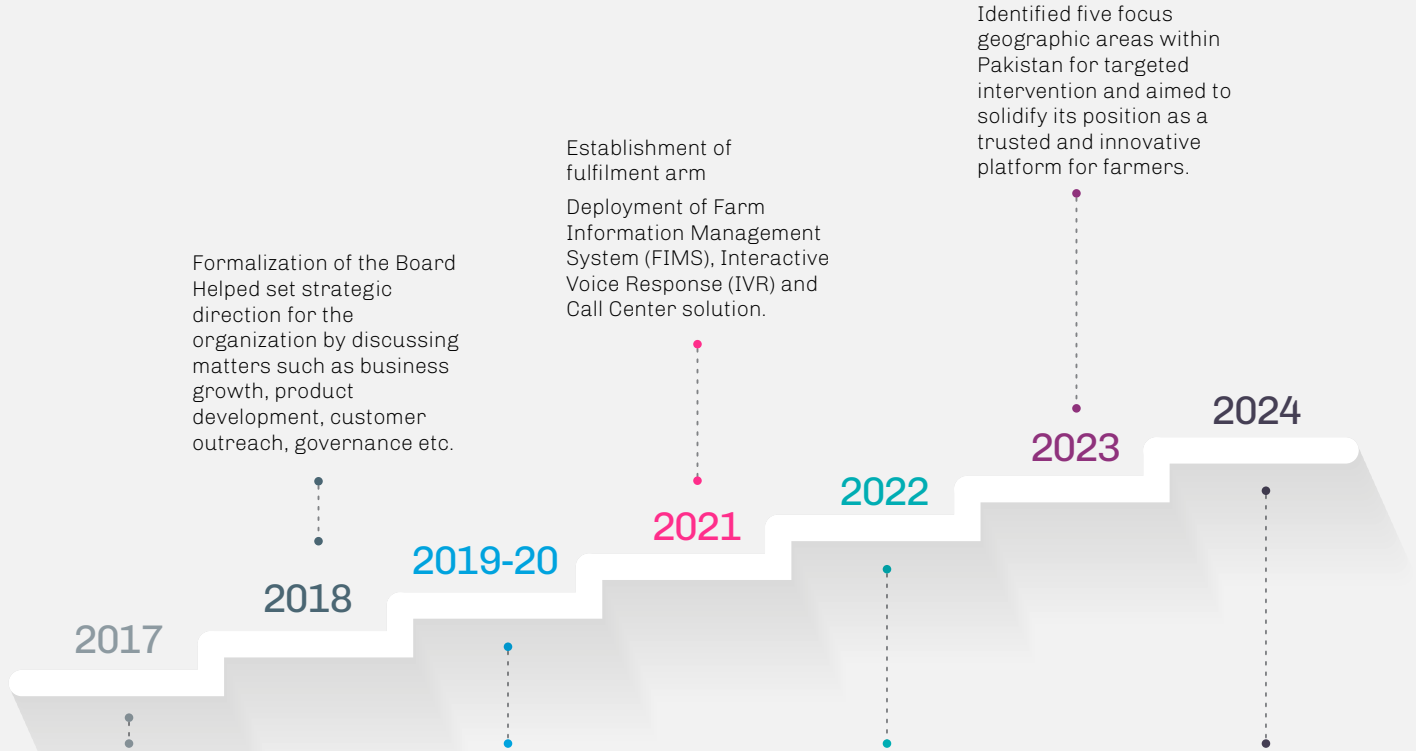 Identified five focus
geographic areas within
Pakistan for targeted
intervention and aimed to
solidify its position as a
trusted and innovative
platform for farmers.
Establishment of
fulfilment arm
Deployment of Farm
Information Management
System (FIMS), Interactive
Voice Response (IVR) and
Call Center solution.
Formalization of the Board
Helped set strategic
direction for the
organization by discussing
matters such as business
growth, product
development, customer
outreach, governance etc.
2017
2018
2019-20
2021
2022
2023
2024